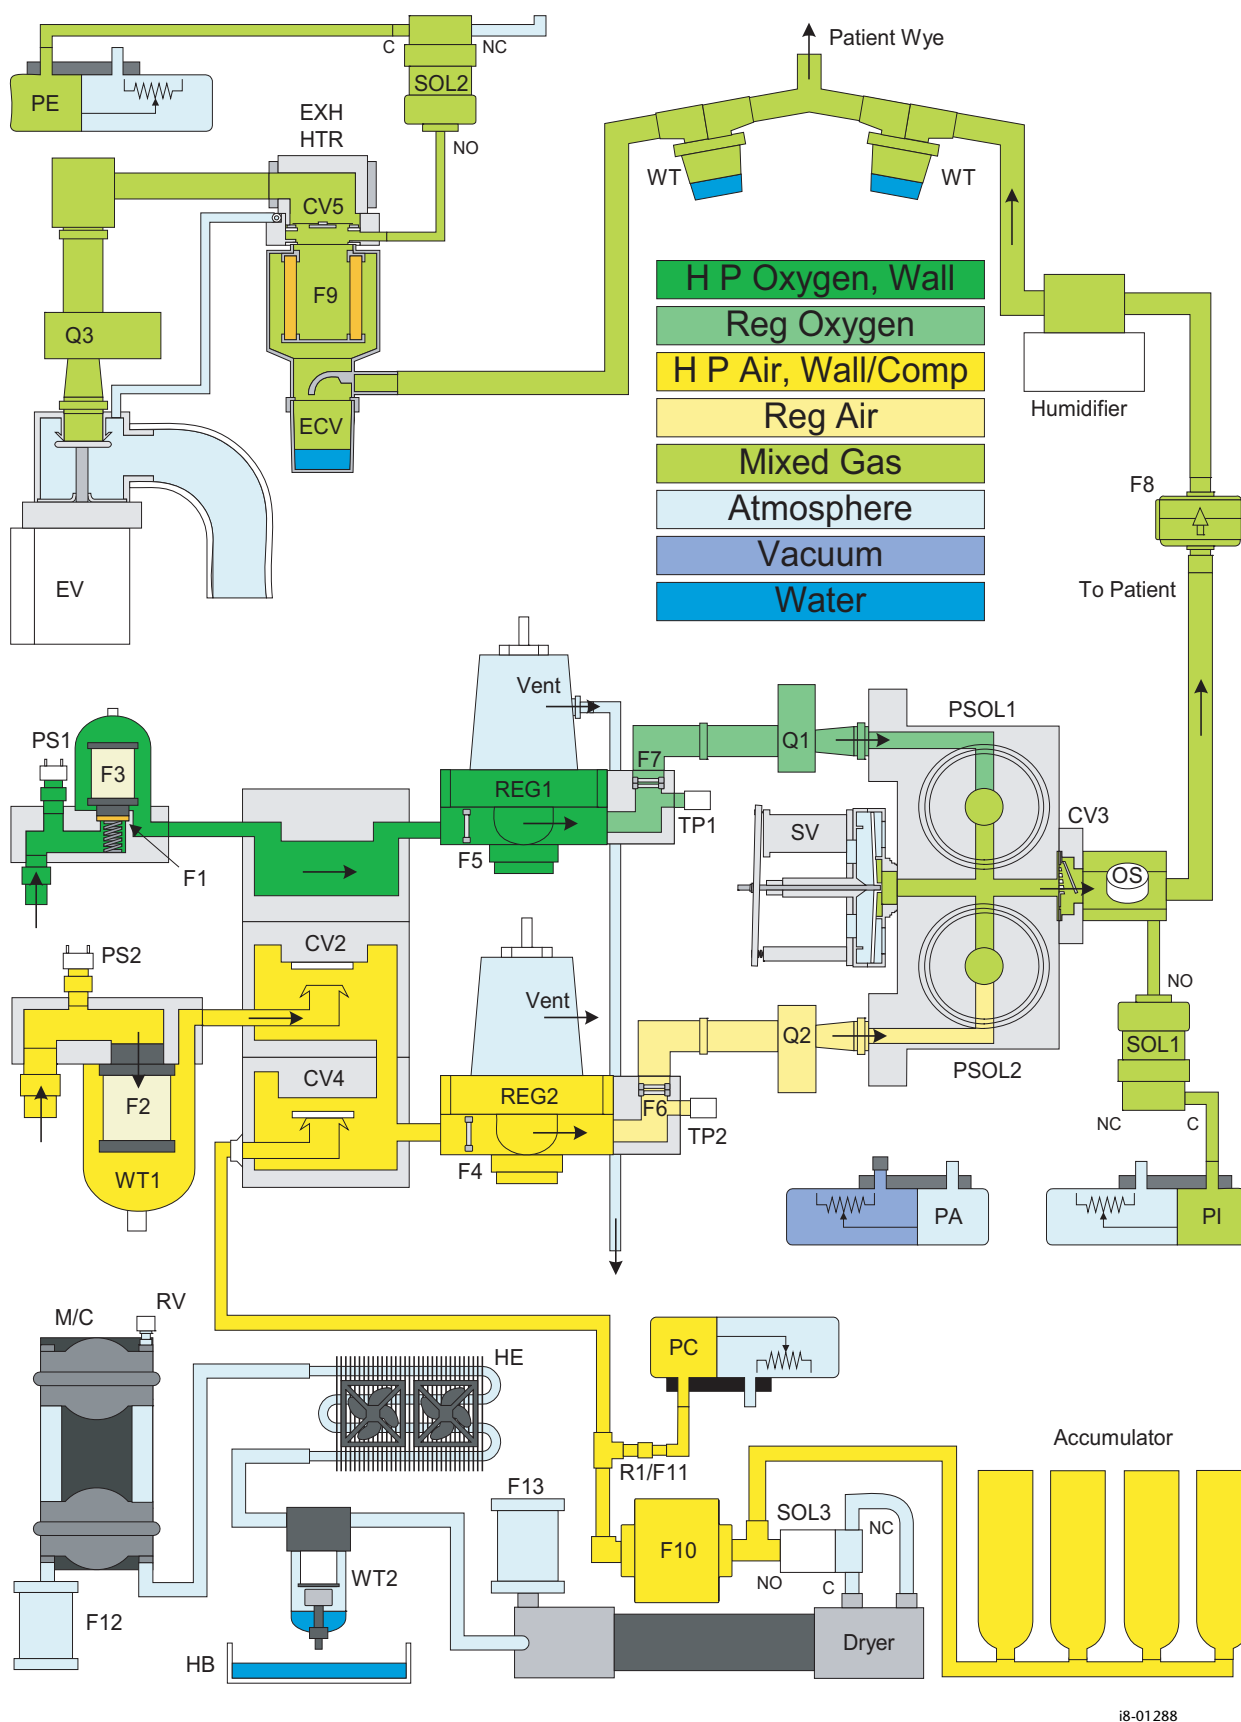 Patient Wye
C
NC
PE
SOL2
EXH
HTR
NO
WT
WT
CV5
H P Oxygen, Wall
F9
Reg Oxygen
Q3
H P Air, Wall/Comp
Humidifier
Reg Air
ECV
Mixed Gas
F8
Atmosphere
Vacuum
EV
To Patient
Water
Vent
PSOL1
PS1
Q1
F3
F7
REG1
TP1
SV
CV3
F5
F1
OS
CV2
PS2
Vent
NO
Q2
SOL1
CV4
PSOL2
REG2
F2
F6
NC
C
TP2
F4
WT1
PA
PI
RV
M/C
PC
HE
Accumulator
R1/F11
F13
SOL3
NC
F10
WT2
NO
C
F12
Dryer
HB
i8-01288